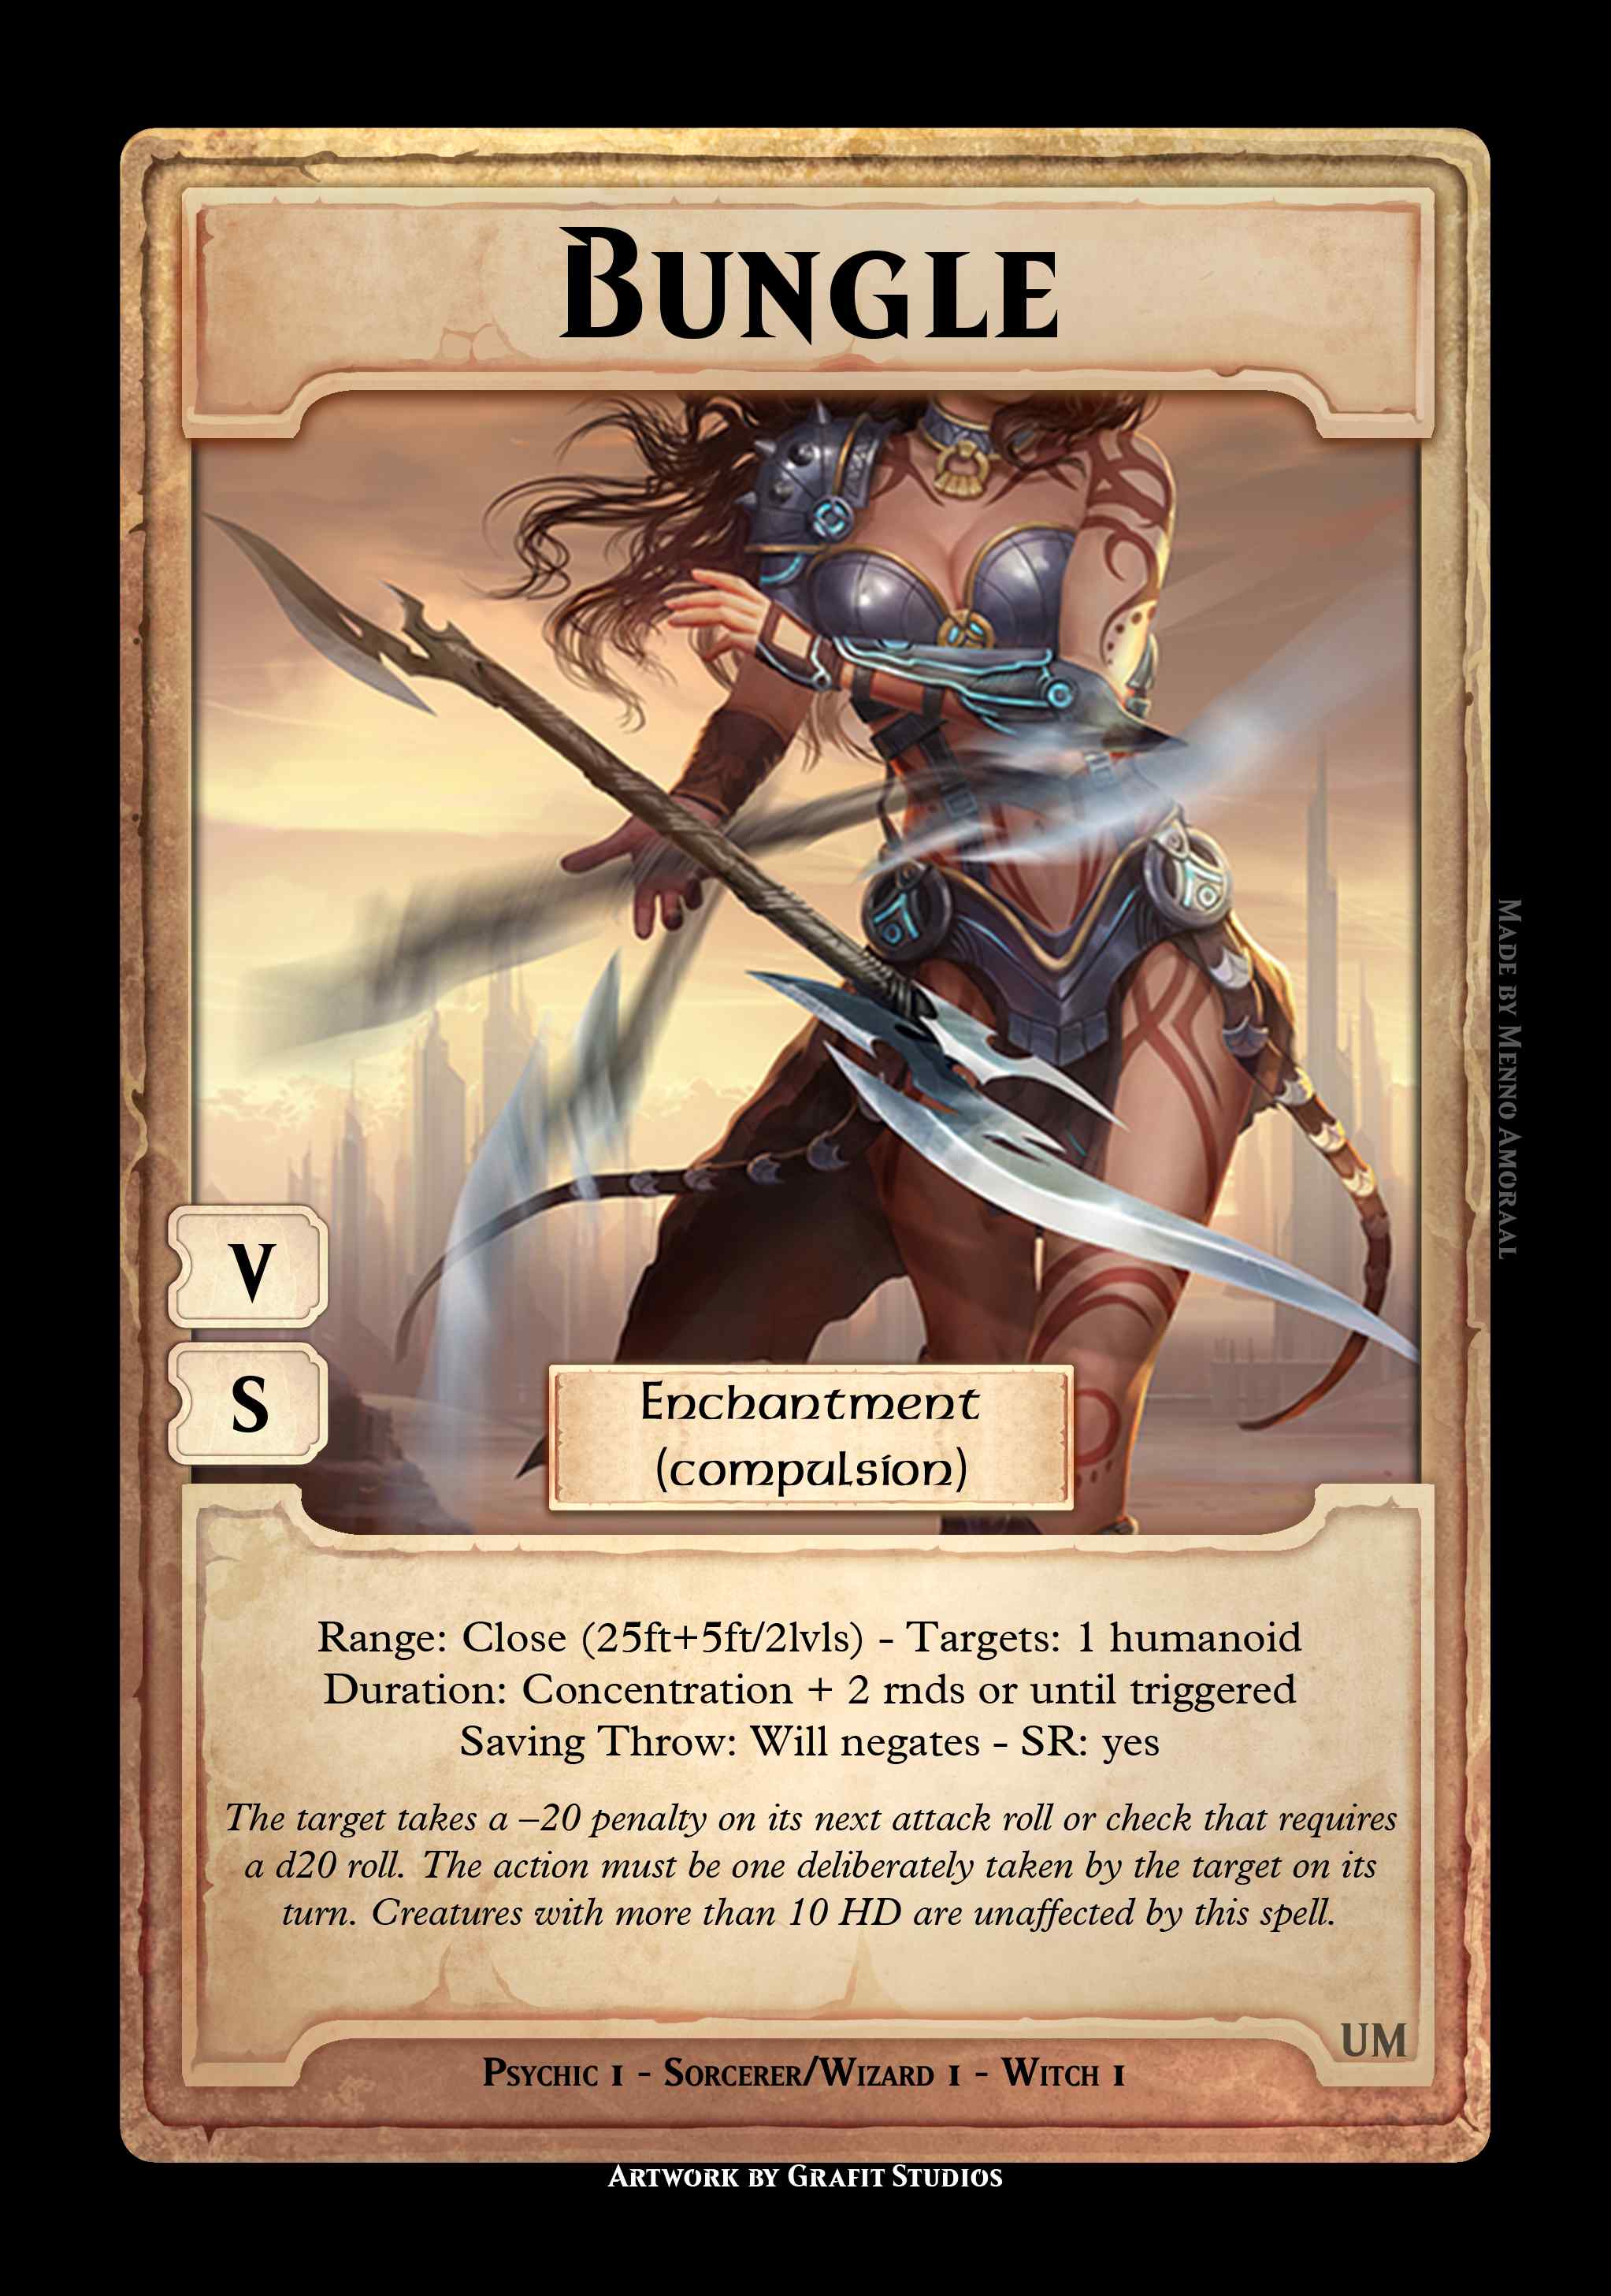 Bungle
V
S
Enchantment
(compulsion)
Range: Close (25ft+5ft/2lvls) - Targets: 1 humanoid
Duration: Concentration + 2 rnds or until triggered
Saving Throw: Will negates - SR: yes
The target takes a –20 penalty on its next attack roll or check that requires
a d20 roll. The action must be one deliberately taken by the target on its
turn. Creatures with more than 10 HD are unaffected by this spell.
UM
Psychic 1 - Sorcerer/Wizard 1 - Witch 1
Artwork by Grafit Studios
Made by Menno Amoraal